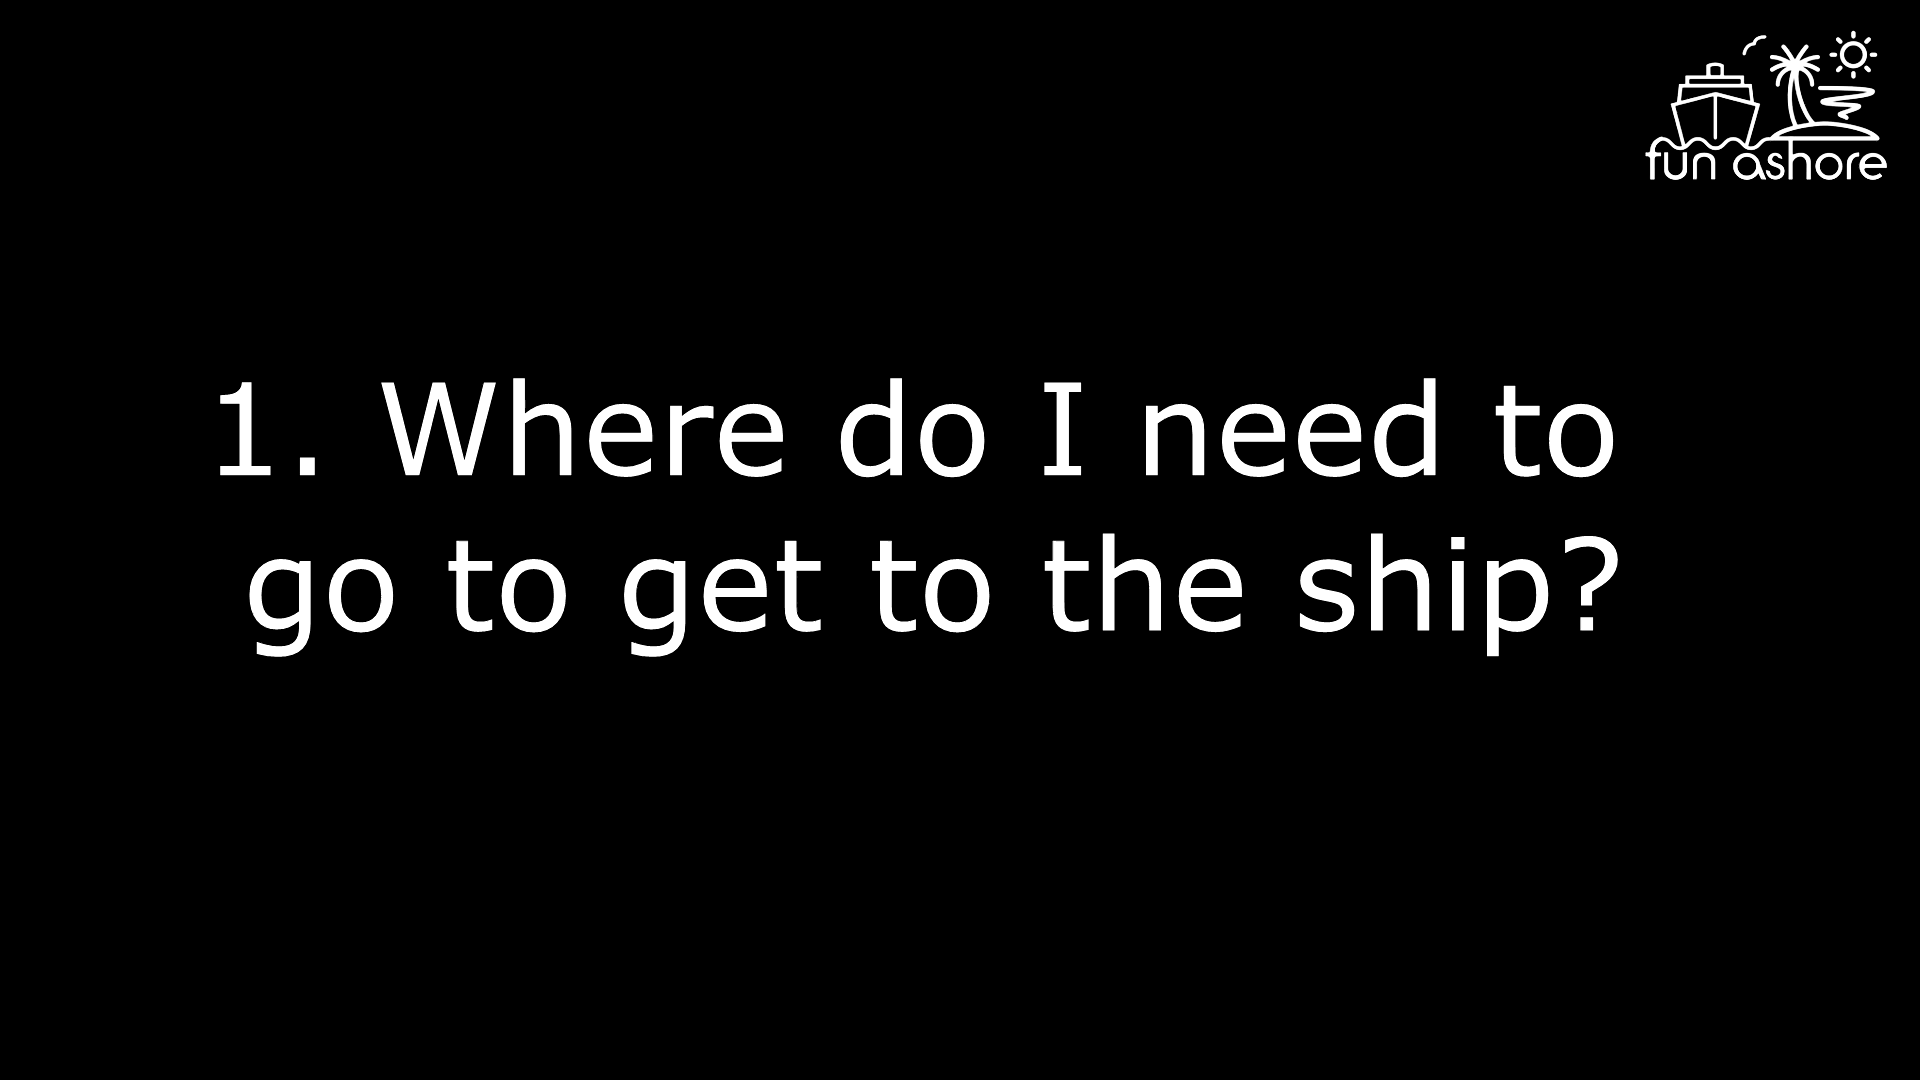 fun ashore
1. Where do I need to
go to get to the ship?